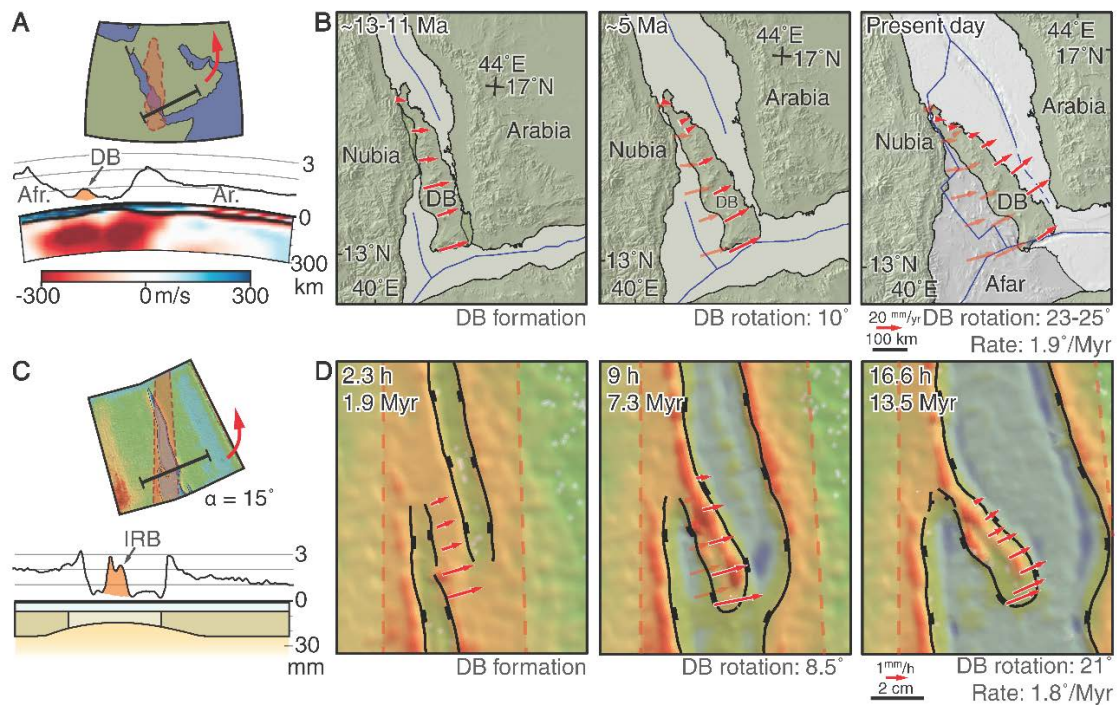 A
DB
Afr.
Ar.
3
0
300
km
-300 0 m/s 300
B
~13-11 Ma
44°E
17°N
Nubia
Arabia
DB
13°N
40°E
DB formation
~5 Ma
44°E
17°N
Nubia
Arabia
DB
13°N
40°E
DB rotation: 10°
Present day
44°E
17°N
Nubia
Arabia
DB
13°N
40°E
Afar
20 mm/yr
100 km
DB rotation: 23-25°
Rate: 1.9°/Myr
C
α = 15°
IRB
3
0
-30
mm
D
2.3 h
1.9 Myr
DB formation
9 h
7.3 Myr
DB rotation: 8.5°
16.6 h
13.5 Myr
1 mm/h
2 cm
DB rotation: 21°
Rate: 1.8°/Myr